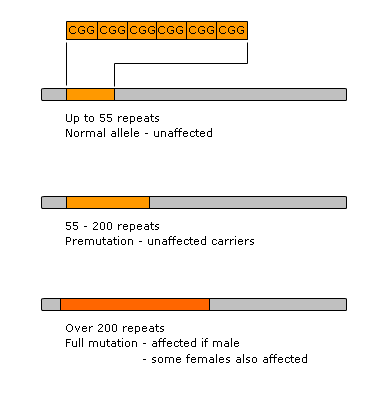 CGG CGG CGG CGG CGG CGG
Up to 55 repeats
Normal allele - unaffected
55 - 200 repeats
Premutation - unaffected carriers
Over 200 repeats
Full mutation - affected if male
- some females also affected